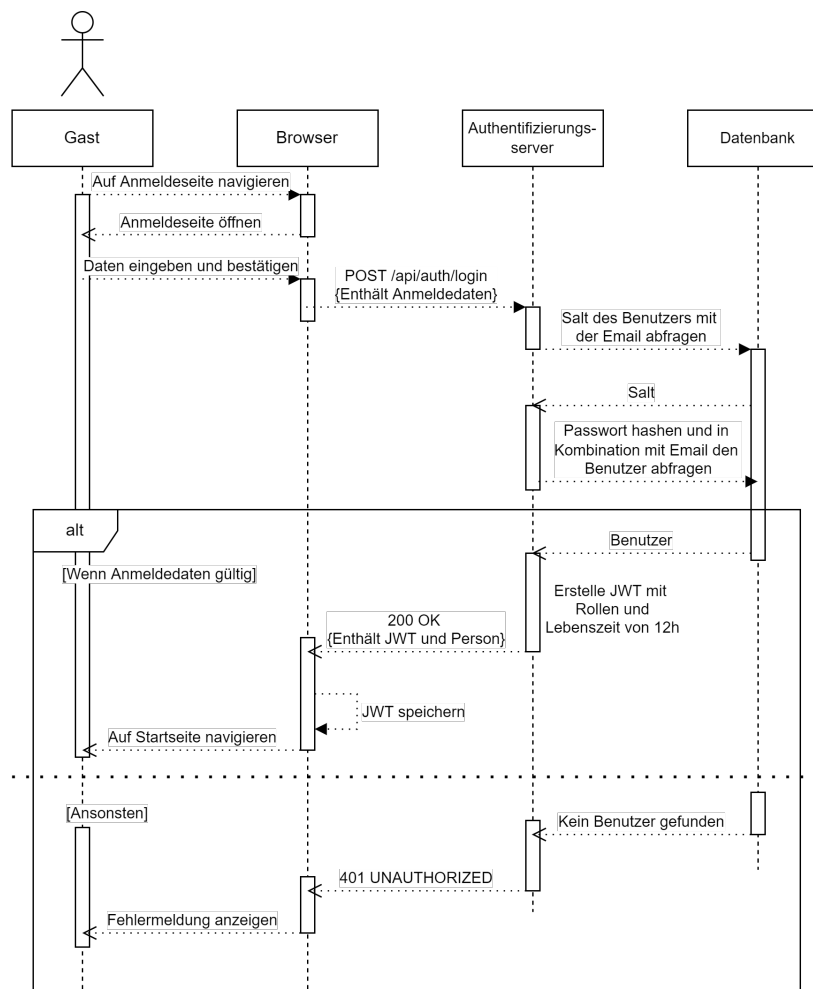 Gast
Browser
Authentifizierungs-
server
Datenbank
Auf Anmeldeseite navigieren
Anmeldeseite öffnen
Daten eingeben und bestätigen
POST /api/auth/login
{Enthält Anmeldedaten}
Salt des Benutzers mit
der Email abfragen
Salt
Passwort hashen und in
Kombination mit Email den
Benutzer abfragen
alt
Benutzer
[Wenn Anmeldedaten gültig]
Erstelle JWT mit
Rollen und
Lebenszeit von 12h
200 OK
{Enthält JWT und Person}
JWT speichern
Auf Startseite navigieren
[Ansonsten]
Kein Benutzer gefunden
401 UNAUTHORIZED
Fehlermeldung anzeigen